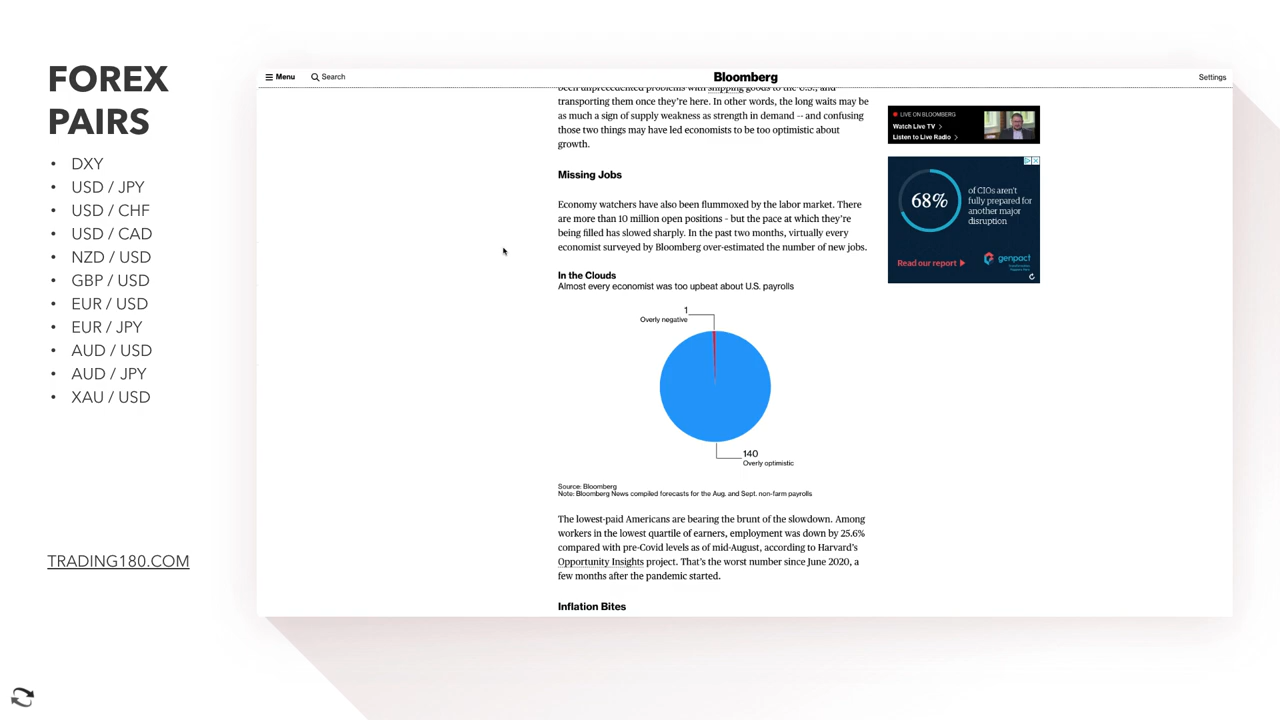 FOREX
PAIRS
• DXY
• USD / JPY
• USD / CHF
• USD / CAD
• NZD / USD
• GBP / USD
• EUR / USD
• EUR / JPY
• AUD / USD
• AUD / JPY
• XAU / USD
TRADING180.COM
Menu
Search
Bloomberg
Settings
been unprecedented problems with shipping goods to the U.S., and
transporting them once they're here. In other words, the long waits may be
as much a sign of supply weakness as strength in demand -- and confusing
those two things may have led economists to be too optimistic about
growth.
Missing Jobs
Economy watchers have also been flummoxed by the labor market. There
are more than 10 million open positions – but the pace at which they're
being filled has slowed sharply. In the past two months, virtually every
economist surveyed by Bloomberg over-estimated the number of new jobs.
In the Clouds
Almost every economist was too upbeat about U.S. payrolls
1
Overly negative
140
Overly optimistic
Source: Bloomberg
Note: Bloomberg News compiled forecasts for the Aug. and Sept. non-farm payrolls
The lowest-paid Americans are bearing the brunt of the slowdown. Among
workers in the lowest quartile of earners, employment was down by 25.6%
compared with pre-Covid levels as of mid-August, according to Harvard's
Opportunity Insights project. That's the worst number since June 2020, a
few months after the pandemic started.
Inflation Bites
LIVE ON BLOOMBERG
Watch Live TV
Listen to Live Radio
68%
of CIOs aren't
fully prepared for
another major
disruption.
Read our report
genpact